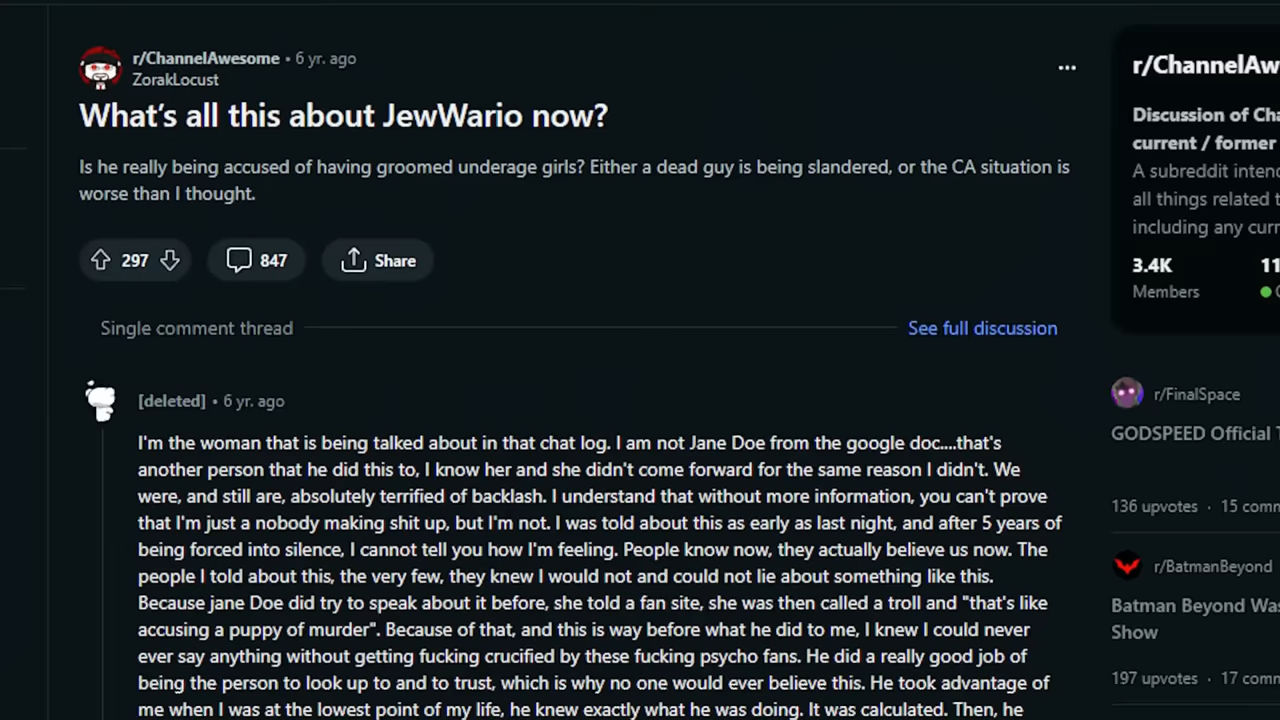 r/ChannelAwesome • 6 yr. ago
ZorakLocust
What's all this about JewWario now?
Is he really being accused of having groomed underage girls? Either a dead guy is being slandered, or the CA situation is
worse than I thought.
297
847
Share
Single comment thread
See full discussion
[deleted] • 6 yr. ago
I'm the woman that is being talked about in that chat log. I am not Jane Doe from the google doc....that's
another person that he did this to, I know her and she didn't come forward for the same reason I didn't. We
were, and still are, absolutely terrified of backlash. I understand that without more information, you can't prove
that I'm just a nobody making shit up, but I'm not. I was told about this as early as last night, and after 5 years of
being forced into silence, I cannot tell you how I'm feeling. People know now, they actually believe us now. The
people I told about this, the very few, they knew I would not and could not lie about something like this.
Because jane Doe did try to speak about it before, she told a fan site, she was then called a troll and "that's like
accusing a puppy of murder". Because of that, and this is way before what he did to me, I knew I could never
ever say anything without getting fucking crucified by these fucking psycho fans. He did a really good job of
being the person to look up to and to trust, which is why no one would ever believe this. He took advantage of
me when I was at the lowest point of my life, he knew exactly what he was doing. It was calculated. Then, he
r/ChannelAw
Discussion of Cha
current / former
A subreddit intend
all things related t
including any curr
3.4K
11
Members
r/FinalSpace
GODSPEED Official T
136 upvotes · 15 comm
r/BatmanBeyond
Batman Beyond Was
Show
197 upvotes · 17 comm